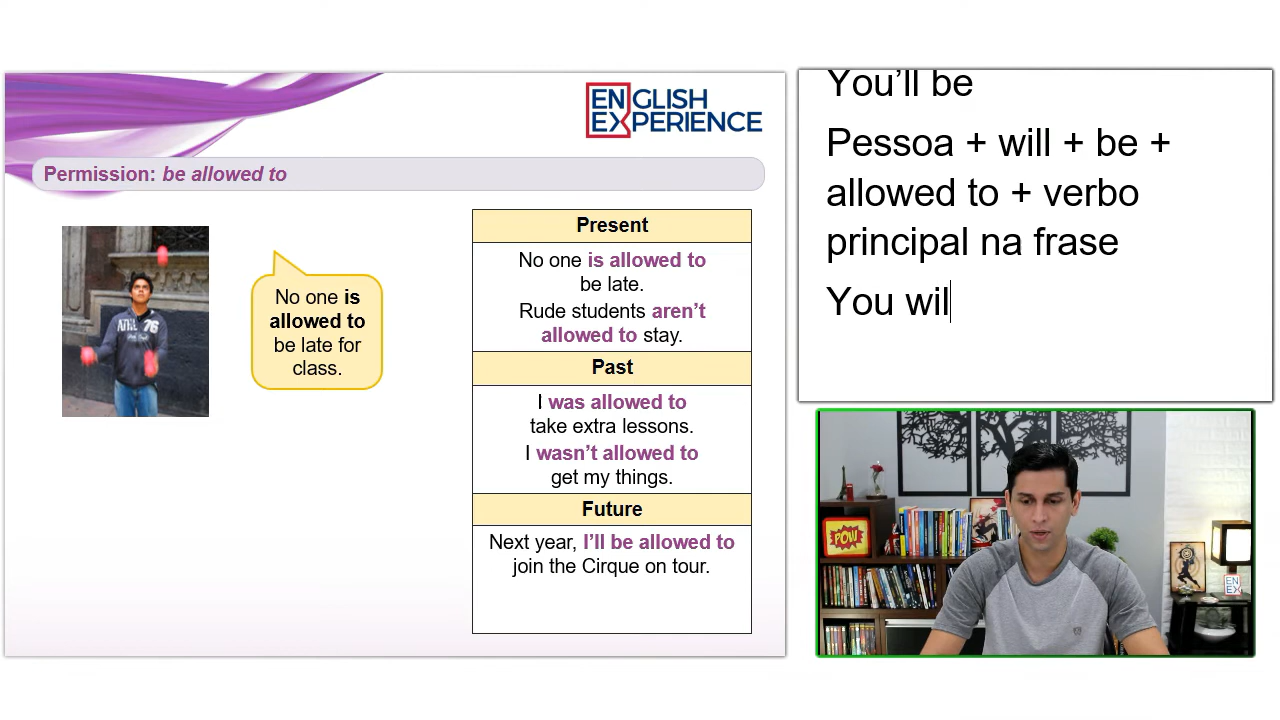 ENGLISH
EXPERIENCE
Permission: be allowed to
No one is
allowed to
be late for
class.
Present
No one is allowed to
be late.
Rude students aren't
allowed to stay.
Past
I was allowed to
take extra lessons.
I wasn't allowed to
get my things.
Future
Next year, I'll be allowed to
join the Cirque on tour.
You'll be
Pessoa + will + be +
allowed to + verbo
principal na frase
You wil
POW
EN
EX